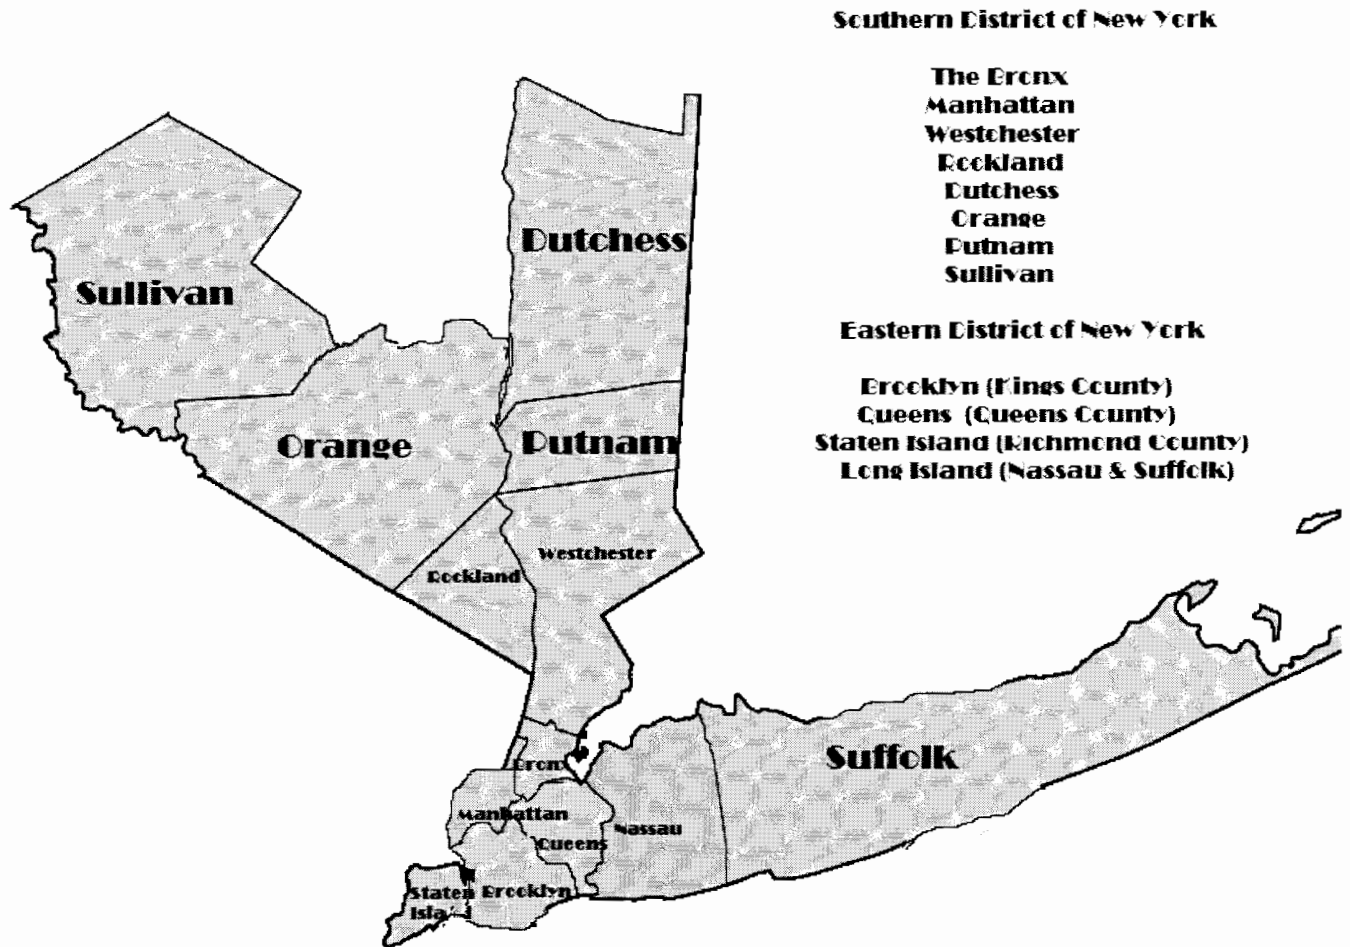 Southern District of New York
The Bronx
Manhattan
Westchester
Rockland
Dutchess
Orange
Putnam
Sullivan
Eastern District of New York
Brooklyn (Kings County)
Queens (Queens County)
Staten Island (Richmond County)
Long Island (Nassau & Suffolk)
Dutchess
Sullivan
Orange
Putnam
Westchester
Rockland
Suffolk
Bronx
Manhattan
Nassau
Queens
Staten
Brooklyn